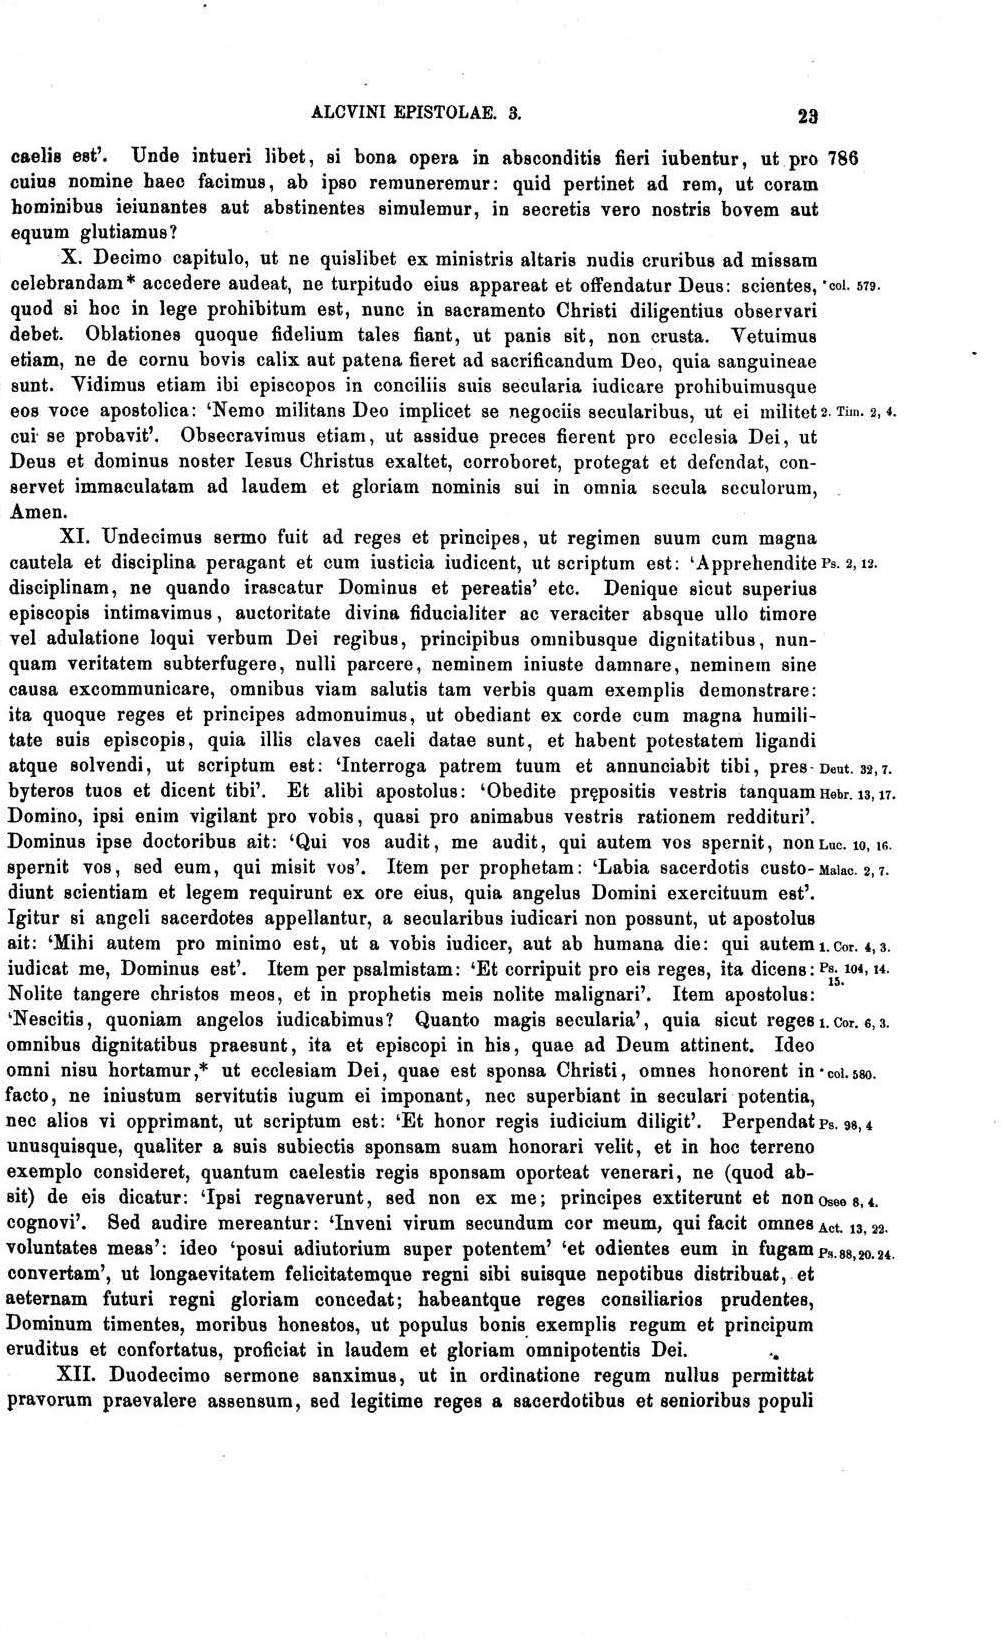 ALCVINI EPISTOLAE. 3. 23
caelis est’. Unde intueri libet, si bona opera in absconditis fieri iubentur, ut pro 786
cuius nomine haec facimus, ab ipso remuneremur: quid pertinet ad rem, ut coram
hominibus ieiunantes aut abstinentes simulemur, in secretis vero nostris bovem aut
equum glutiamus?
X. Decimo capitulo, ut ne quislibet ex ministris altaris nudis cruribus ad missam
celebrandam* accedere audeat, ne turpitudo eius appareat et offendatur Deus: scientes, *col. 579.
quod si hoc in lege prohibitum est, nunc in sacramento Christi diligentius observari
debet. Oblationes quoque fidelium tales fiant, ut panis sit, non crusta. Vetuimus
etiam, ne de cornu bovis calix aut patena fieret ad sacrificandum Deo, quia sanguineae
sunt. Vidimus etiam ibi episcopos in conciliis suis secularia iudicare prohibuimusque
eos voce apostolica: ‘Nemo militans Deo implicet se negociis secularibus, ut ei militet 2. Tim. 2, 4.
cui se probavit’. Obsecravimus etiam, ut assidue preces fierent pro ecclesia Dei, ut
Deus et dominus noster Iesus Christus exaltet, corroboret, protegat et defendat, con-
servet immaculatam ad laudem et gloriam nominis sui in omnia secula seculorum,
Amen.
XI. Undecimus sermo fuit ad reges et principes, ut regimen suum cum magna
cautela et disciplina peragant et cum iusticia iudicent, ut scriptum est: ‘Apprehendite Ps. 2, 12.
disciplinam, ne quando irascatur Dominus et pereatis’ etc. Denique sicut superius
episcopis intimavimus, auctoritate divina fiducialiter ac veraciter absque ullo timore
vel adulatione loqui verbum Dei regibus, principibus omnibusque dignitatibus, nun-
quam veritatem subterfugere, nulli parcere, neminem iniuste damnare, neminem sine
causa excommunicare, omnibus viam salutis tam verbis quam exemplis demonstrare:
ita quoque reges et principes admonuimus, ut obediant ex corde cum magna humili-
tate suis episcopis, quia illis claves caeli datae sunt, et habent potestatem ligandi
atque solvendi, ut scriptum est: ‘Interroga patrem tuum et annunciabit tibi, pres- Deut. 32, 7.
byteros tuos et dicent tibi’. Et alibi apostolus: ‘Obedite prępositis vestris tanquam Hebr. 13, 17.
Domino, ipsi enim vigilant pro vobis, quasi pro animabus vestris rationem reddituri’.
Dominus ipse doctoribus ait: ‘Qui vos audit, me audit, qui autem vos spernit, non Luc. 10, 16.
spernit vos, sed eum, qui misit vos’. Item per prophetam: ‘Labia sacerdotis custo- Malac. 2, 7.
diunt scientiam et legem requirunt ex ore eius, quia angelus Domini exercituum est’.
Igitur si angeli sacerdotes appellantur, a secularibus iudicari non possunt, ut apostolus
ait: ‘Mihi autem pro minimo est, ut a vobis iudicer, aut ab humana die: qui autem 1. Cor. 4, 3.
iudicat me, Dominus est’. Item per psalmistam: ‘Et corripuit pro eis reges, ita dicens: Ps. 104, 14.
15.
Nolite tangere christos meos, et in prophetis meis nolite malignari’. Item apostolus:
‘Nescitis, quoniam angelos iudicabimus? Quanto magis secularia’, quia sicut reges 1. Cor. 6, 3.
omnibus dignitatibus praesunt, ita et episcopi in his, quae ad Deum attinent. Ideo
omni nisu hortamur,* ut ecclesiam Dei, quae est sponsa Christi, omnes honorent in *col. 580.
facto, ne iniustum servitutis iugum ei imponant, nec superbiant in seculari potentia,
nec alios vi opprimant, ut scriptum est: ‘Et honor regis iudicium diligit’. Perpendat Ps. 98, 4
unusquisque, qualiter a suis subiectis sponsam suam honorari velit, et in hoc terreno
exemplo consideret, quantum caelestis regis sponsam oporteat venerari, ne (quod ab-
sit) de eis dicatur: ‘Ipsi regnaverunt, sed non ex me; principes extiterunt et non Osee 8, 4.
cognovi’. Sed audire mereantur: ‘Inveni virum secundum cor meum, qui facit omnes Act. 13, 22.
voluntates meas’: ideo ‘posui adiutorium super potentem’ ‘et odientes eum in fugam Ps. 88, 20. 24.
convertam’, ut longaevitatem felicitatemque regni sibi suisque nepotibus distribuat, et
aeternam futuri regni gloriam concedat; habeantque reges consiliarios prudentes,
Dominum timentes, moribus honestos, ut populus bonis exemplis regum et principum
eruditus et confortatus, proficiat in laudem et gloriam omnipotentis Dei.
XII. Duodecimo sermone sanximus, ut in ordinatione regum nullus permittat
pravorum praevalere assensum, sed legitime reges a sacerdotibus et senioribus populi